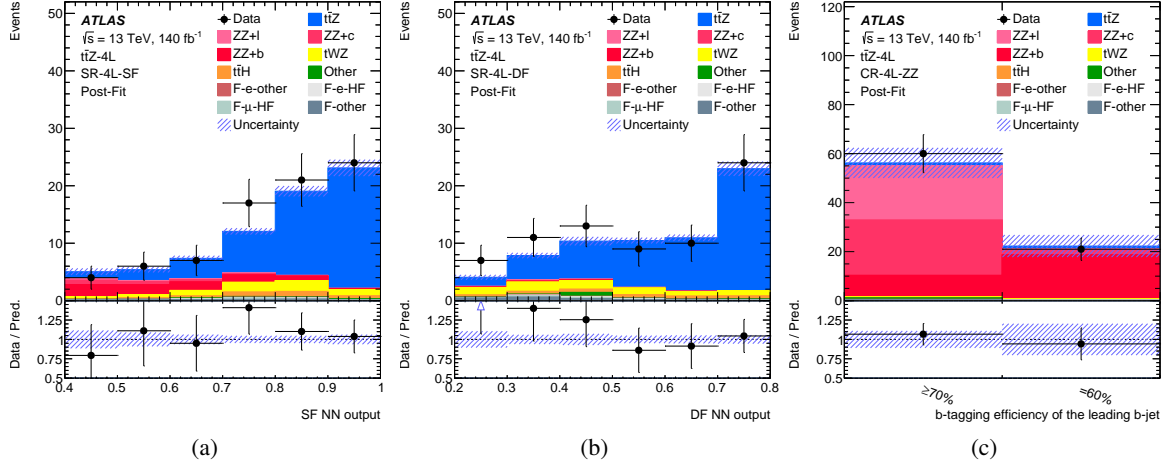 Events
ATLAS
√s = 13 TeV, 140 fb⁻¹
tt̄Z-4L
SR-4L-SF
Post-Fit
Data
tt̄Z
ZZ+l
ZZ+c
ZZ+b
tWZ
tt̄H
Other
F-e-other
F-e-HF
F-μ-HF
F-other
Uncertainty
50
40
30
20
10
0
Data / Pred.
1.25
1
0.75
0.5
0.4 0.5 0.6 0.7 0.8 0.9 1
SF NN output
(a)
Events
ATLAS
√s = 13 TeV, 140 fb⁻¹
tt̄Z-4L
SR-4L-DF
Post-Fit
Data
tt̄Z
ZZ+l
ZZ+c
ZZ+b
tWZ
tt̄H
Other
F-e-other
F-e-HF
F-μ-HF
F-other
Uncertainty
50
40
30
20
10
0
Data / Pred.
1.25
1
0.75
0.5
0.2 0.3 0.4 0.5 0.6 0.7 0.8
DF NN output
(b)
Events
ATLAS
√s = 13 TeV, 140 fb⁻¹
tt̄Z-4L
CR-4L-ZZ
Post-Fit
Data
tt̄Z
ZZ+l
ZZ+c
ZZ+b
tWZ
tt̄H
Other
F-e-other
F-e-HF
F-μ-HF
F-other
Uncertainty
120
100
80
60
40
20
0
Data / Pred.
1.25
1
0.75
0.5
≥70%
=60%
b-tagging efficiency of the leading b-jet
(c)